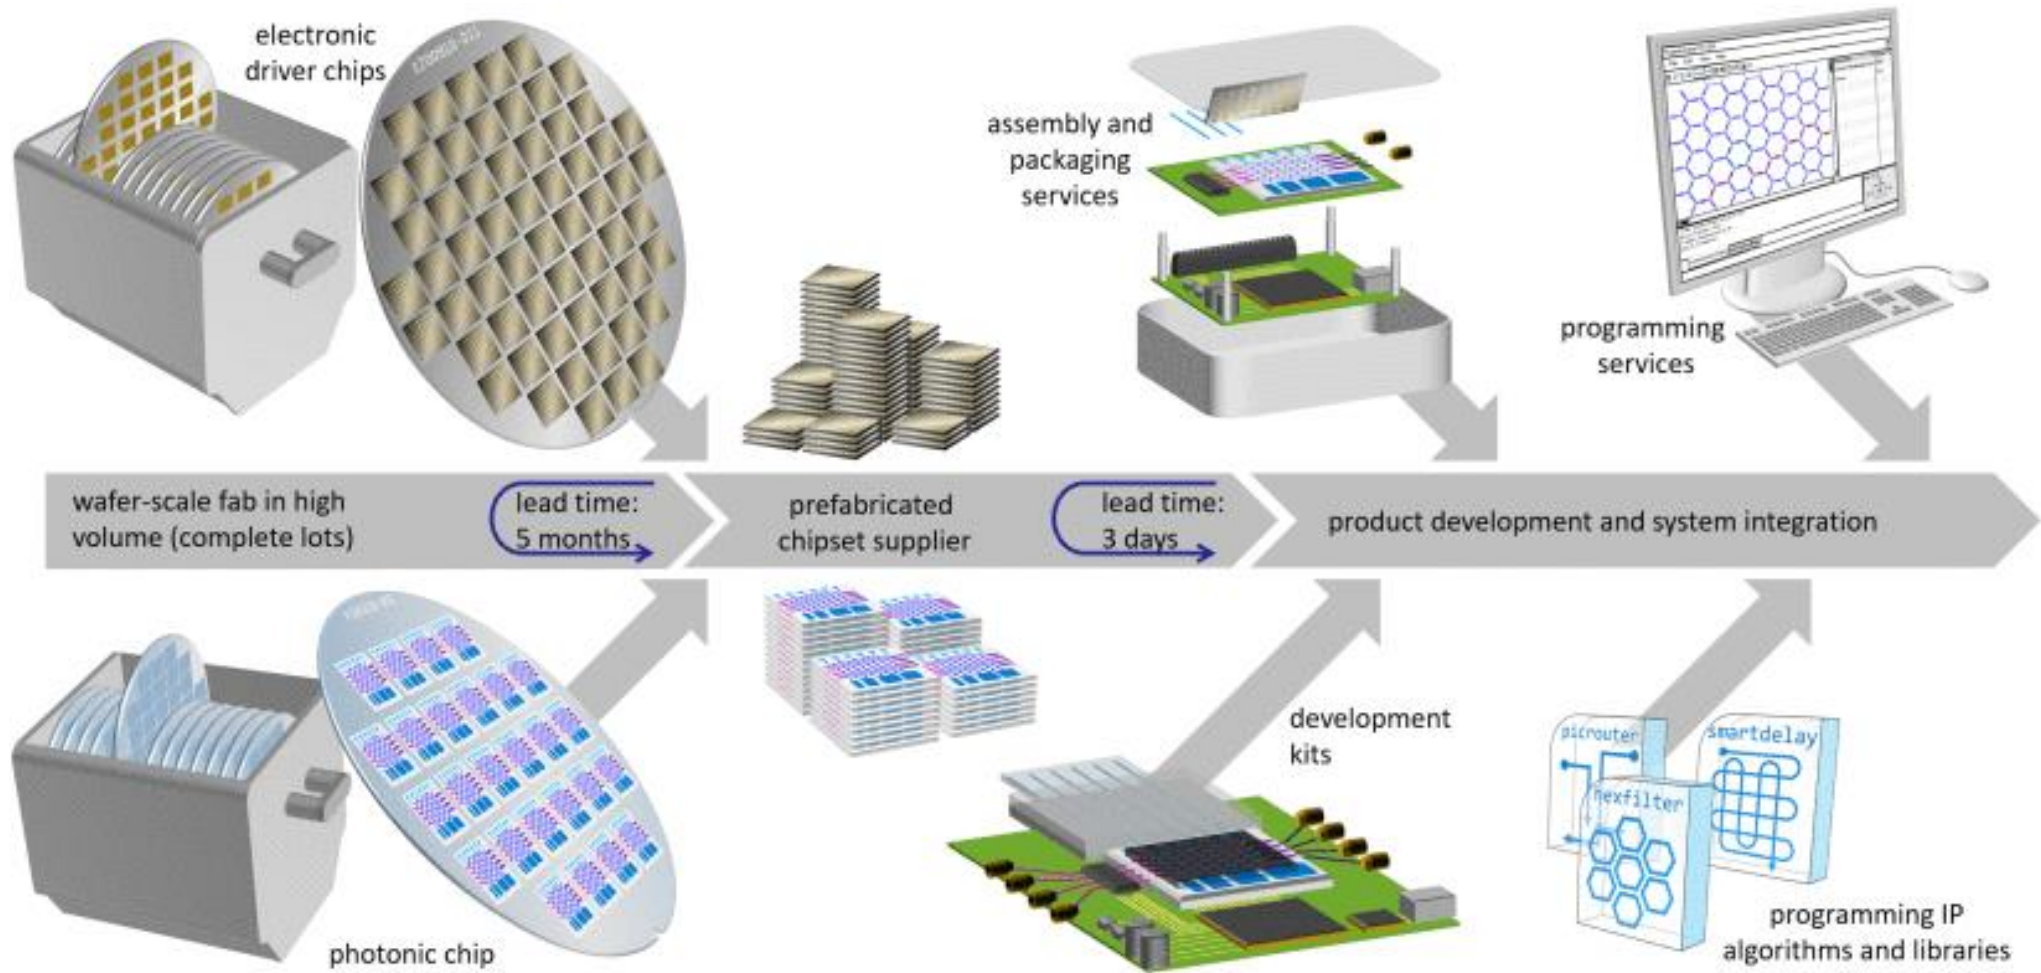 electronic
driver chips
assembly and
packaging
services
programming
services
wafer-scale fab in high
volume (complete lots)
lead time:
5 months
prefabricated
chipset supplier
lead time:
3 days
product development and system integration
development
kits
picrouter
smartdelay
hexfilter
photonic chip
programming IP
algorithms and libraries